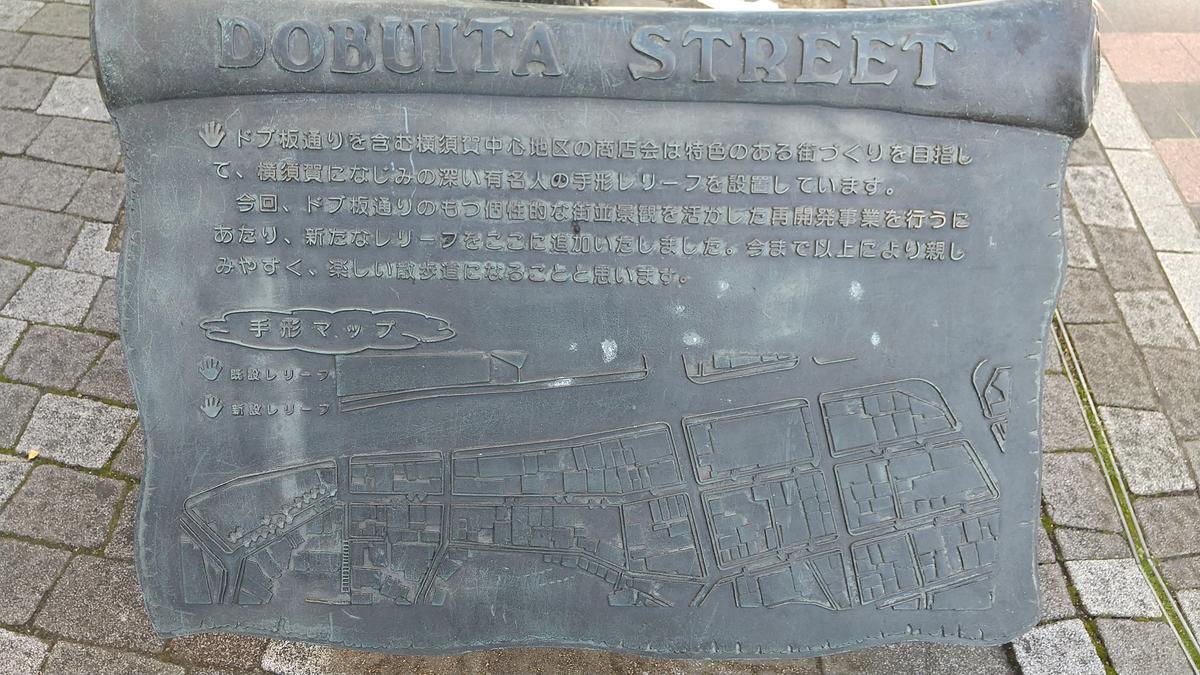 DOBUITA STREET
ドブ板通りを含む横須賀中心地区の商店会は特色のある街づくりを目指し
て、横須賀になじみの深い有名人の手形レリーフを設置しています。
今回、ドブ板通りのもつ個性的な街並景観を活かした再開発事業を行うに
あたり、新たなレリーフをここに追加いたしました。今まで以上により親し
みやすく、楽しい散歩道になることと思います。
手形マップ
既設レリーフ
新設レリーフ